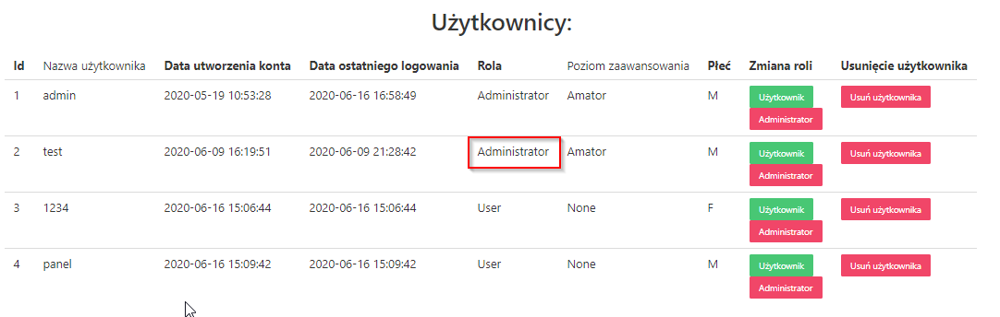 Użytkownicy:
Id Nazwa użytkownika Data utworzenia konta Data ostatniego logowania Rola Poziom zaawansowania Płeć Zmiana roli Usunięcie użytkownika
1 admin 2020-05-19 10:53:28 2020-06-16 16:58:49 Administrator Amator M Użytkownik Usuń użytkownika
Administrator
2 test 2020-06-09 16:19:51 2020-06-09 21:28:42 Administrator Amator M Użytkownik Usuń użytkownika
Administrator
3 1234 2020-06-16 15:06:44 2020-06-16 15:06:44 User None F Użytkownik Usuń użytkownika
Administrator
4 panel 2020-06-16 15:09:42 2020-06-16 15:09:42 User None M Użytkownik Usuń użytkownika
Administrator